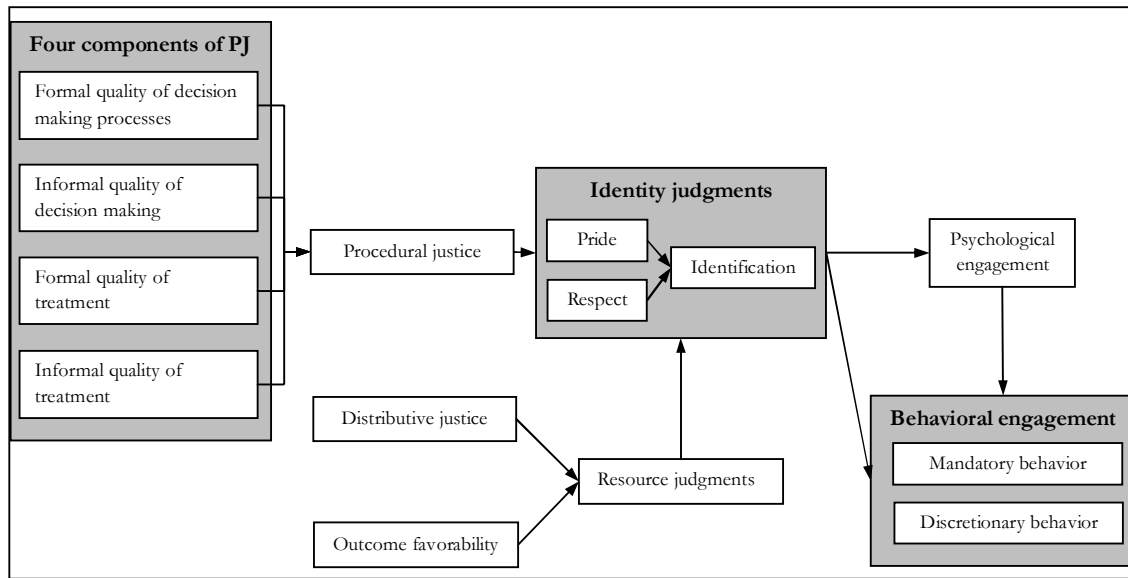 Four components of PJ
Formal quality of decision
making processes
Informal quality of
decision making
Formal quality of
treatment
Informal quality of
treatment
Procedural justice
Identity judgments
Pride
Respect
Identification
Psychological
engagement
Distributive justice
Outcome favorability
Resource judgments
Behavioral engagement
Mandatory behavior
Discretionary behavior